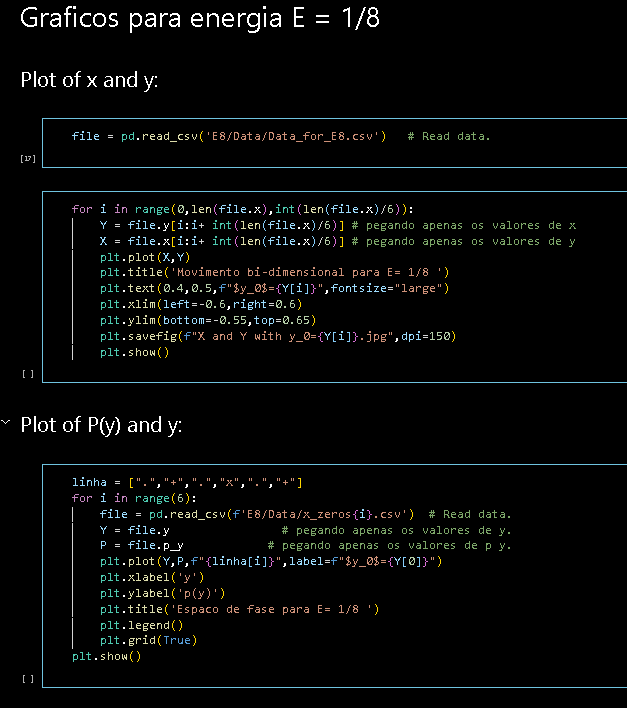 Graficos para energia E = 1/8
Plot of x and y:
file = pd.read_csv('E8/Data/Data_for_E8.csv')   # Read data.
[17]
for i in range(0,len(file.x),int(len(file.x)/6)):
    Y = file.y[i:i+ int(len(file.x)/6)] # pegando apenas os valores de x
    X = file.x[i:i+ int(len(file.x)/6)] # pegando apenas os valores de y
    plt.plot(X,Y)
    plt.title('Movimento bi-dimensional para E= 1/8 ')
    plt.text(0.4,0.5,f"$y_0$={Y[i]}",fontsize="large")
    plt.xlim(left=-0.6,right=0.6)
    plt.ylim(bottom=-0.55,top=0.65)
    plt.savefig(f"X and Y with y_0={Y[i]}.jpg",dpi=150)
    plt.show()
[ ]
Plot of P(y) and y:
linha = [".","+",".","x",".","+"]
for i in range(6):
    file = pd.read_csv(f'E8/Data/x_zeros{i}.csv')  # Read data.
    Y = file.y                # pegando apenas os valores de y.
    P = file.p_y            # pegando apenas os valores de p y.
    plt.plot(Y,P,f"{linha[i]}",label=f"$y_0$={Y[0]}")
    plt.xlabel('y')
    plt.ylabel('p(y)')
    plt.title('Espaco de fase para E= 1/8 ')
    plt.legend()
    plt.grid(True)
plt.show()
[ ]